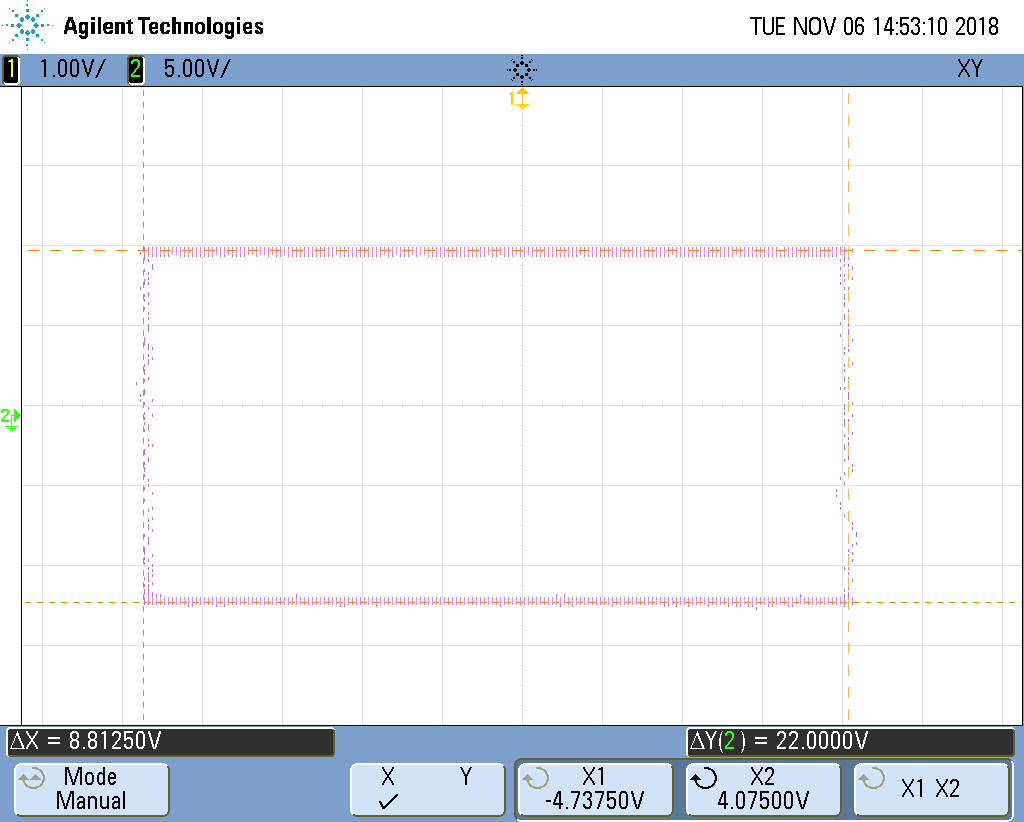 Agilent Technologies
TUE NOV 06 14:53:10 2018
1 1.00V/ 2 5.00V/ XY
1
2
ΔX = 8.81250V ΔY(2) = 22.0000V
Mode
Manual
X Y
X1
-4.73750V
X2
4.07500V
X1 X2